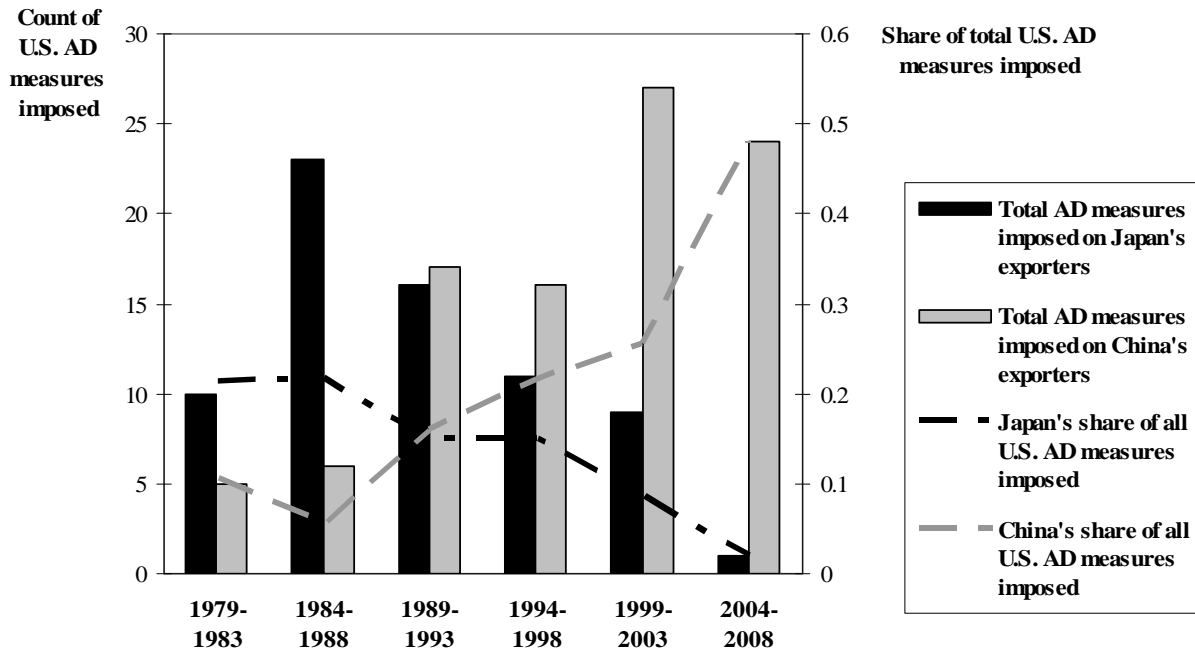 Count of
U.S. AD
measures
imposed
Share of total U.S. AD
measures imposed
30
25
20
15
10
5
0
0.6
0.5
0.4
0.3
0.2
0.1
0
1979-
1983
1984-
1988
1989-
1993
1994-
1998
1999-
2003
2004-
2008
Total AD measures
imposed on Japan's
exporters
Total AD measures
imposed on China's
exporters
Japan's share of all
U.S. AD measures
imposed
China's share of all
U.S. AD measures
imposed